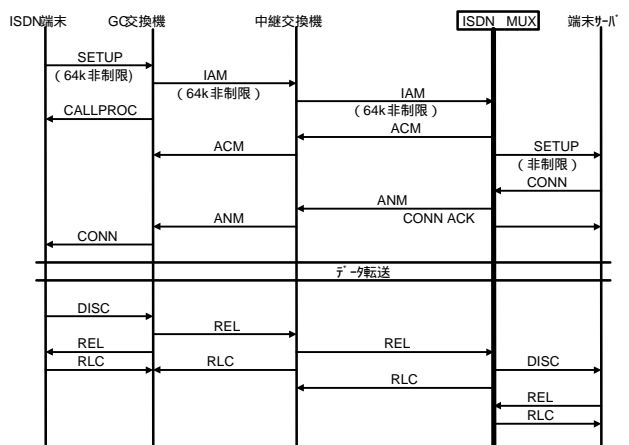 ISDN端末 GC交換機 中継交換機 ISDN MUX 端末ｻｰﾊﾞ
SETUP
(64k非制限)
IAM
(64k非制限)
IAM
(64k非制限)
CALLPROC
ACM
ACM
SETUP
(非制限)
CONN
ANM
ANM
CONN ACK
CONN
ﾃﾞｰﾀ転送
DISC
REL
REL
REL
RLC
RLC
DISC
RLC
REL
RLC